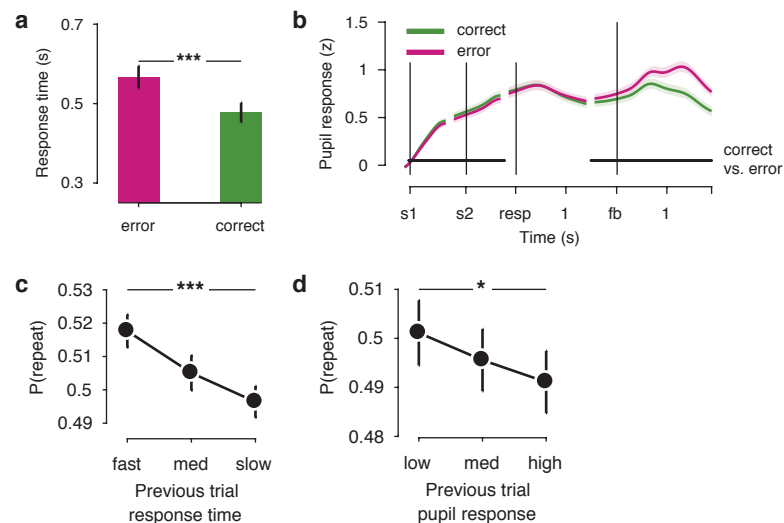 a
Response time (s)
0.7
0.5
0.3
***
error
correct
b
Pupil response (z)
1.5
1
0.5
0
correct
error
correct
vs. error
s1 s2 resp 1 fb 1
Time (s)
c
P(repeat)
0.53
0.52
0.51
0.5
0.49
***
fast med slow
Previous trial
response time
d
P(repeat)
0.51
0.5
0.49
0.48
*
low med high
Previous trial
pupil response